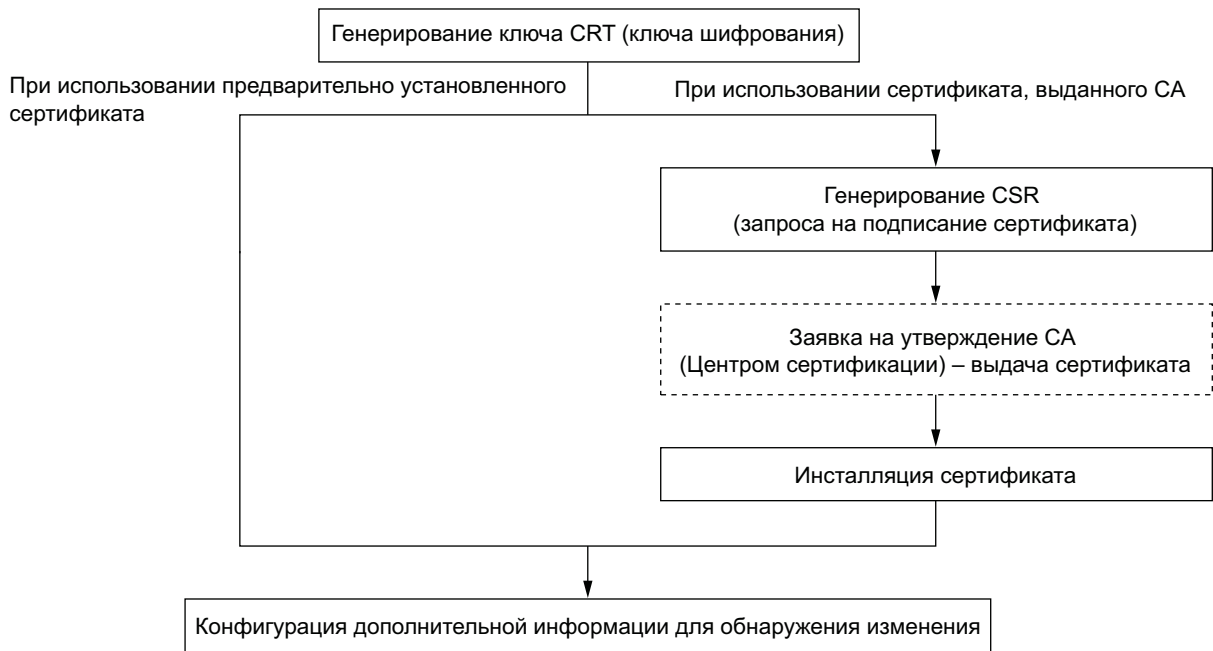 Генерирование ключа CRT (ключа шифрования)
При использовании предварительно установленного
сертификата
При использовании сертификата, выданного CA
Генерирование CSR
(запроса на подписание сертификата)
Заявка на утверждение CA
(Центром сертификации) – выдача сертификата
Инсталляция сертификата
Конфигурация дополнительной информации для обнаружения изменения